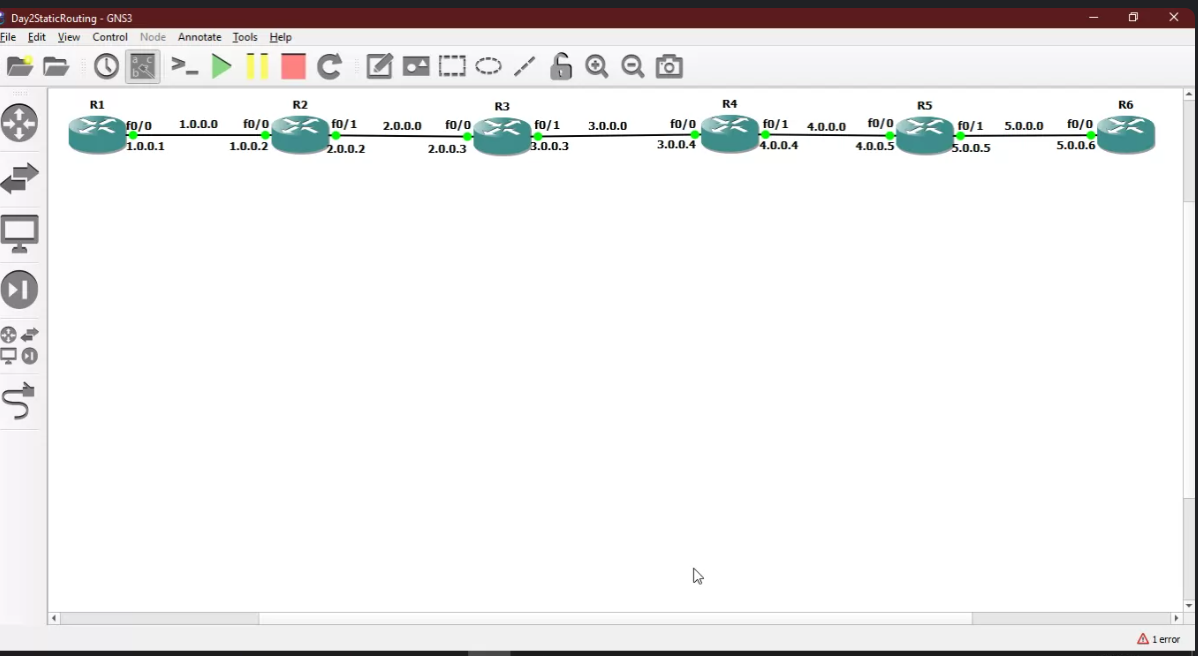 Day2StaticRouting - GNS3
File Edit View Control Node Annotate Tools Help
R1 R2 R3 R4 R5 R6
f0/0 1.0.0.0 f0/0 f0/1 2.0.0.0 f0/0 f0/1 3.0.0.0 f0/0 f0/1 4.0.0.0 f0/0 f0/1 5.0.0.0 f0/0
1.0.0.1 1.0.0.2 2.0.0.2 2.0.0.3 3.0.0.3 3.0.0.4 4.0.0.4 4.0.0.5 5.0.0.5 5.0.0.6
1 error